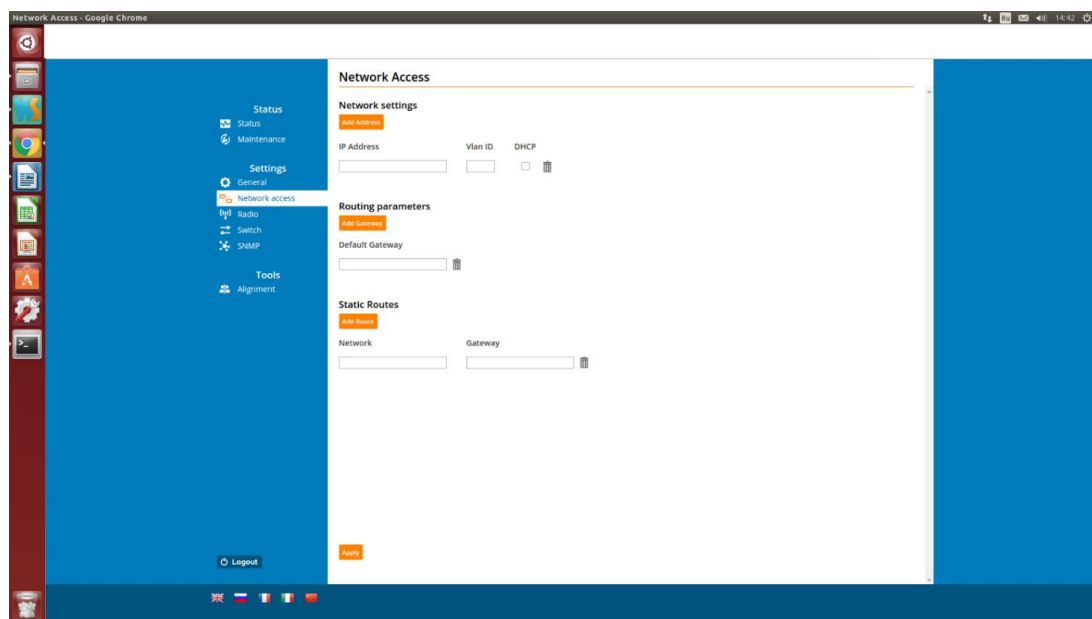 Network Access - Google Chrome
Ru
14:42
Network Access
Status
Status
Maintenance
Settings
General
Network access
Radio
Switch
SNMP
Tools
Alignment
Logout
Network settings
Add Address
IP Address Vlan ID DHCP
Routing parameters
Add Gateway
Default Gateway
Static Routes
Add Route
Network Gateway
Apply